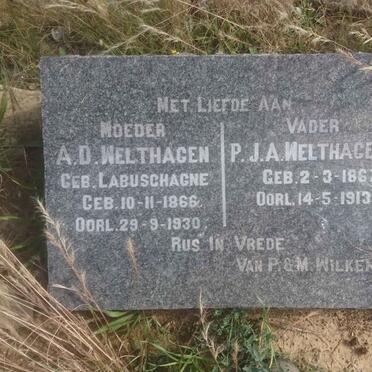 MET LIEFDE AAN
MOEDER
A.D. WELTHAGEN
GEB. LABUSCHAGNE
GEB. 10-11-1866.
OORL. 29-9-1930.
VADER
P.J.A. WELTHAGE
GEB. 2-3-186
OORL. 14-5-1913
RUS IN VREDE
VAN P. & M. WILKE